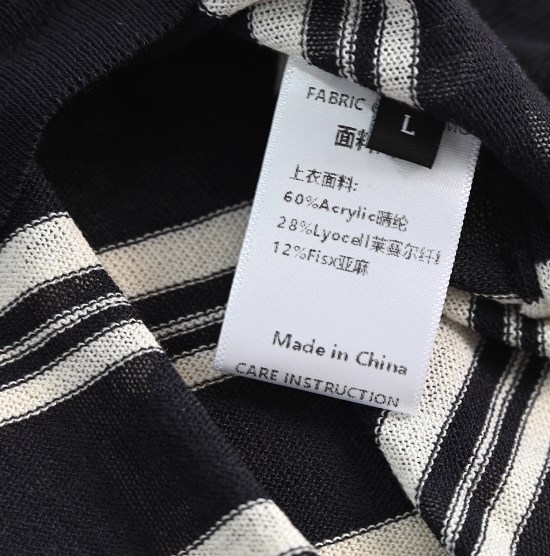 FABRIC
L
面料
上衣面料:
60%Acrylic晴纶
28%Lyocell莱赛尔纤
12%Fisx亚麻
Made in China
CARE INSTRUCTION